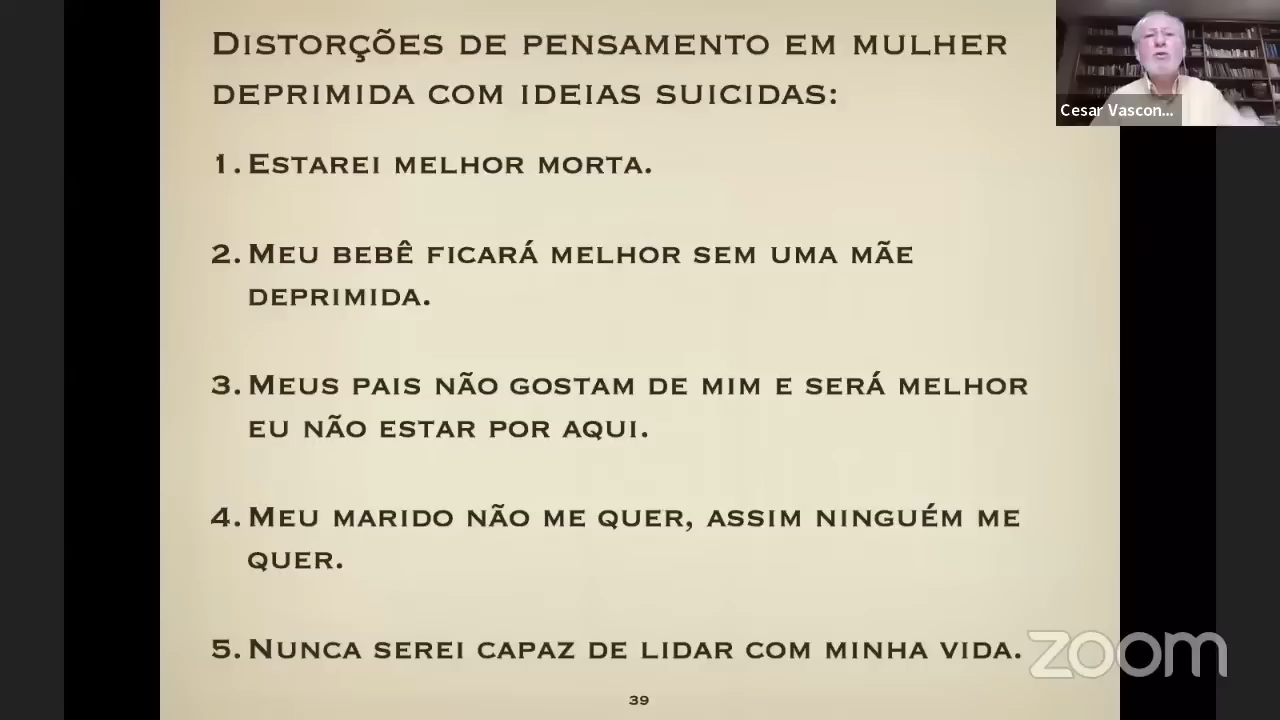 DISTORÇÕES DE PENSAMENTO EM MULHER
DEPRIMIDA COM IDEIAS SUICIDAS:
Cesar Vascon...
1. ESTAREI MELHOR MORTA.
2. MEU BEBÊ FICARÁ MELHOR SEM UMA MÃE
DEPRIMIDA.
3. MEUS PAIS NÃO GOSTAM DE MIM E SERÁ MELHOR
EU NÃO ESTAR POR AQUI.
4. MEU MARIDO NÃO ME QUER, ASSIM NINGUÉM ME
QUER.
5. NUNCA SEREI CAPAZ DE LIDAR COM MINHA VIDA.
zoom
39